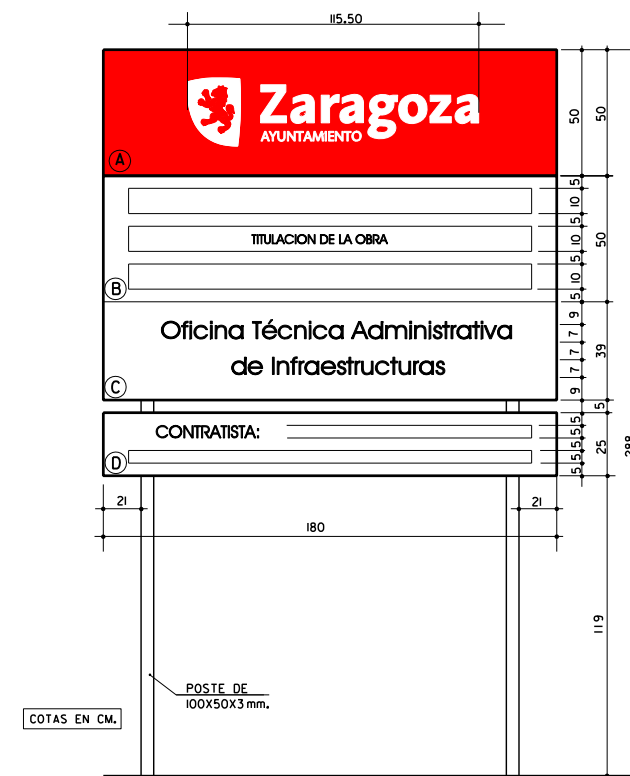 115.50
Zaragoza
AYUNTAMIENTO
A
50
50
5
10
5
TITULACION DE LA OBRA
10
5
10
5
50
B
Oficina Técnica Administrativa
de Infraestructuras
9
7
7
7
9
39
C
5
CONTRATISTA:
5
5
5
5
5
25
D
288
21
21
180
119
POSTE DE
100X50X3 mm.
COTAS EN CM.